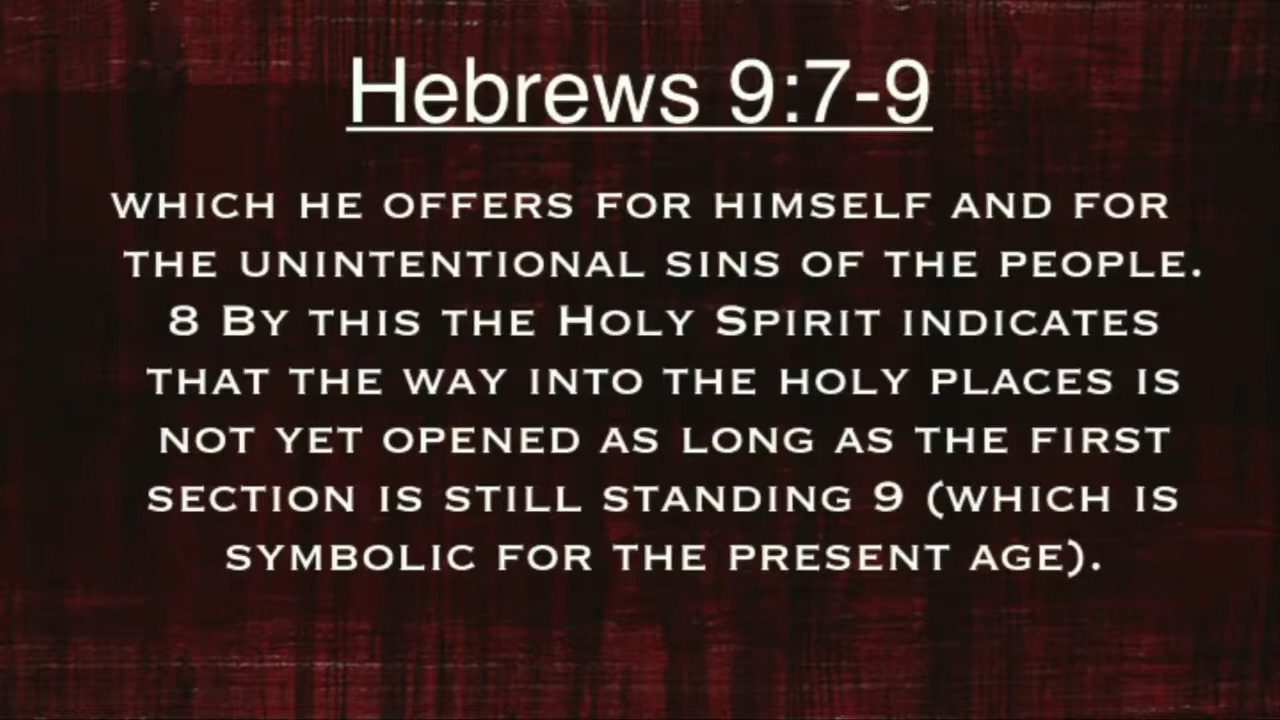 Hebrews 9:7-9
WHICH HE OFFERS FOR HIMSELF AND FOR
THE UNINTENTIONAL SINS OF THE PEOPLE.
8 BY THIS THE HOLY SPIRIT INDICATES
THAT THE WAY INTO THE HOLY PLACES IS
NOT YET OPENED AS LONG AS THE FIRST
SECTION IS STILL STANDING 9 (WHICH IS
SYMBOLIC FOR THE PRESENT AGE).